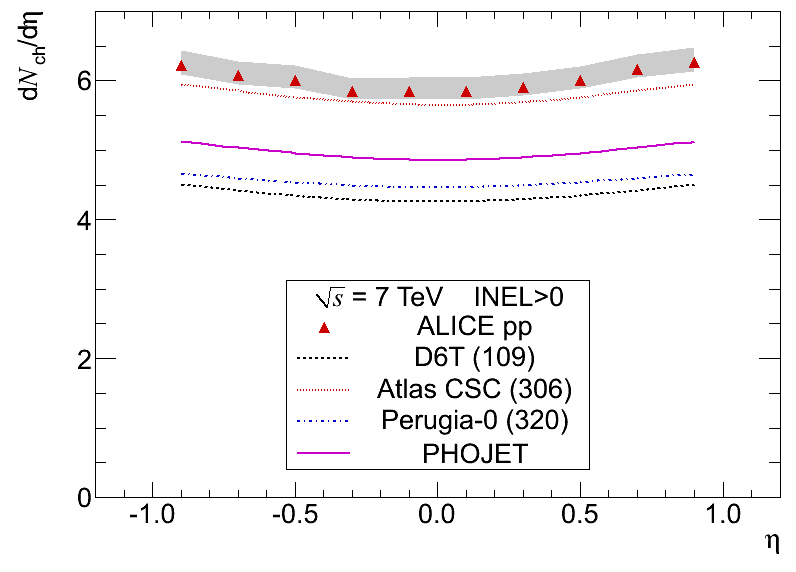 dN_ch/dη
6
4
2
0
√s = 7 TeV INEL>0
ALICE pp
D6T (109)
Atlas CSC (306)
Perugia-0 (320)
PHOJET
-1.0 -0.5 0.0 0.5 1.0
η